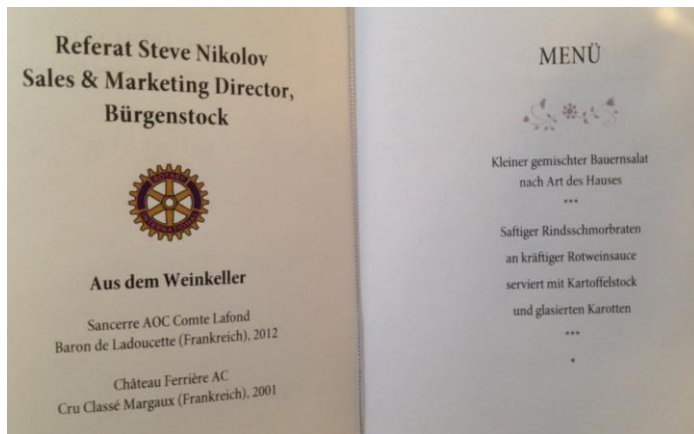 Referat Steve Nikolov
Sales & Marketing Director,
Bürgenstock
ROTARY
INTERNATIONAL
Aus dem Weinkeller
Sancerre AOC Comte Lafond
Baron de Ladoucette (Frankreich), 2012
Château Ferrière AC
Cru Classé Margaux (Frankreich), 2001
MENÜ
Kleiner gemischter Bauernsalat
nach Art des Hauses
***
Saftiger Rindsschmorbraten
an kräftiger Rotweinsauce
serviert mit Kartoffelstock
und glasierten Karotten
***
*